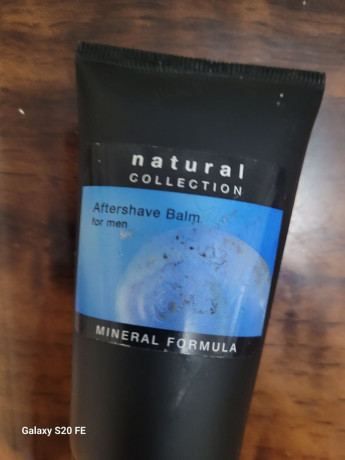 natural
COLLECTION
Aftershave Balm
for men
MINERAL FORMULA
Galaxy S20 FE